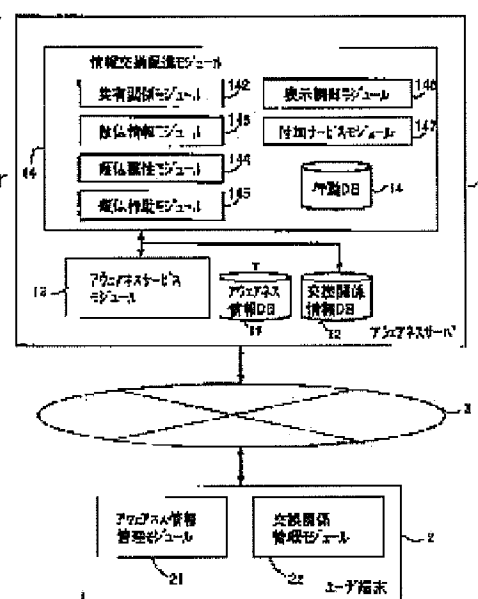 情報交換促進モジュール
共有関係モジュール
142
表示制御モジュール
146
類似情報モジュール
143
付加サービスモジュール
147
類似属性モジュール
144
類似行動モジュール
145
行動DB
14
アウェアネスサービス
モジュール
13
アウェアネス
情報DB
11
交換関係
情報DB
12
アウェアネスサーバ
3
アウェアネス情報
管理モジュール
21
交換関係
管理モジュール
22
2
ユーザ端末